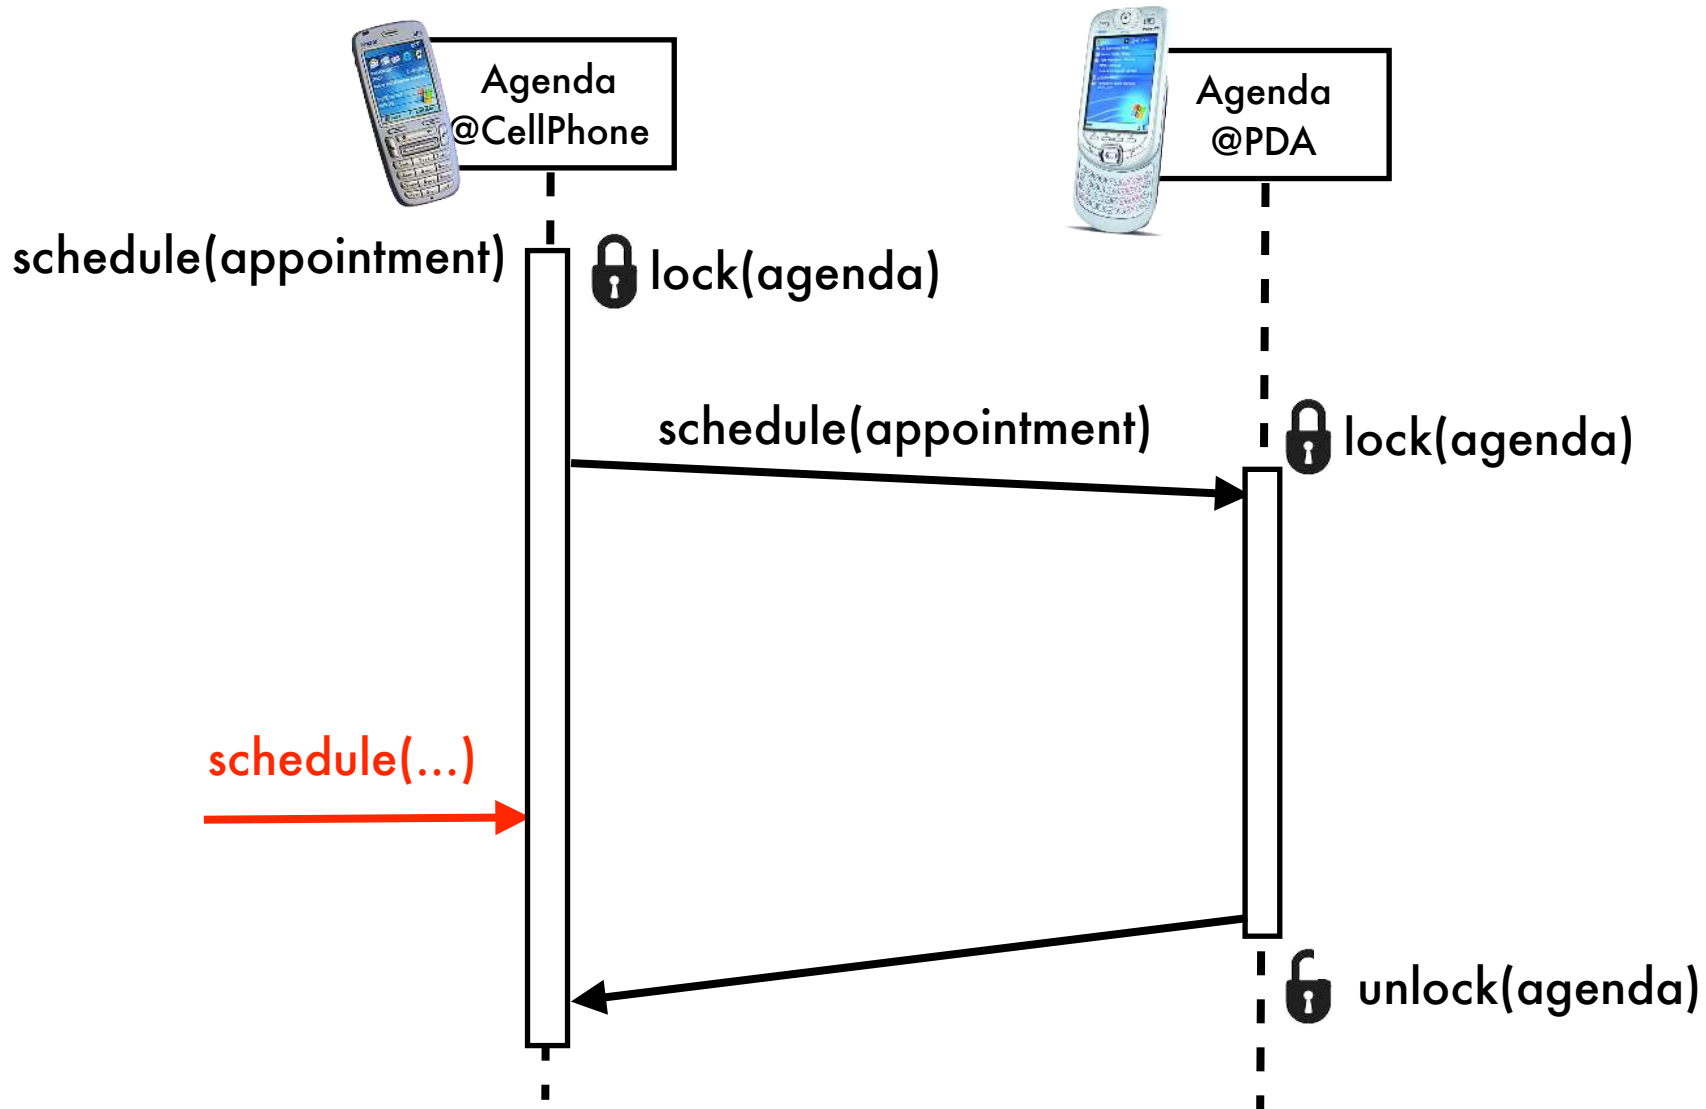 Agenda
@CellPhone
Agenda
@PDA
schedule(appointment)
lock(agenda)
schedule(appointment)
lock(agenda)
schedule(...)
unlock(agenda)